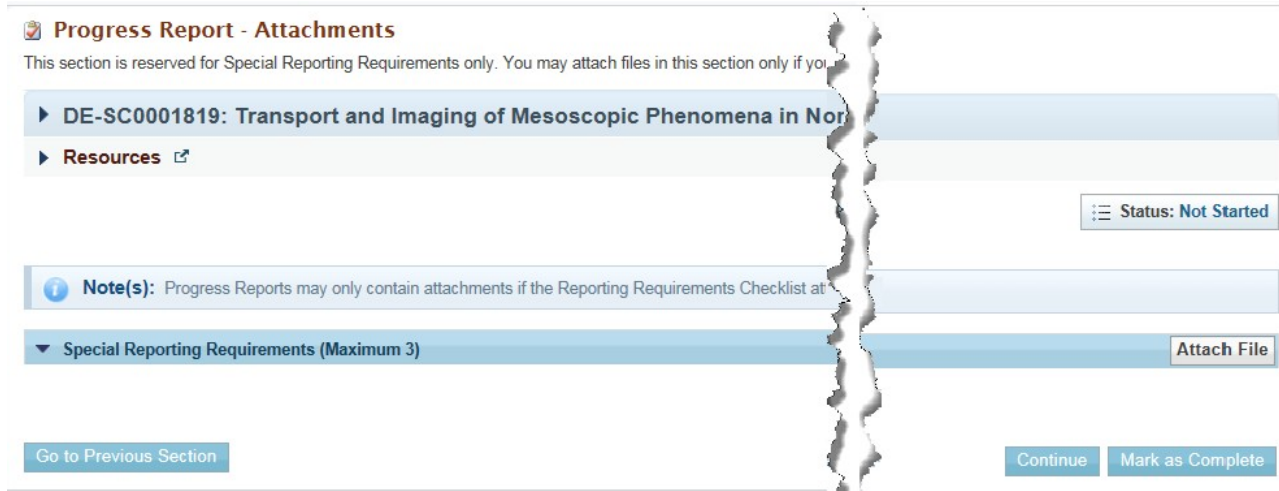 Progress Report - Attachments
This section is reserved for Special Reporting Requirements only. You may attach files in this section only if you
DE-SC0001819: Transport and Imaging of Mesoscopic Phenomena in
Resources
Status: Not Started
Note(s): Progress Reports may only contain attachments if the Reporting Requirements Checklist
Special Reporting Requirements (Maximum 3)
Attach File
Go to Previous Section
Continue
Mark as Complete